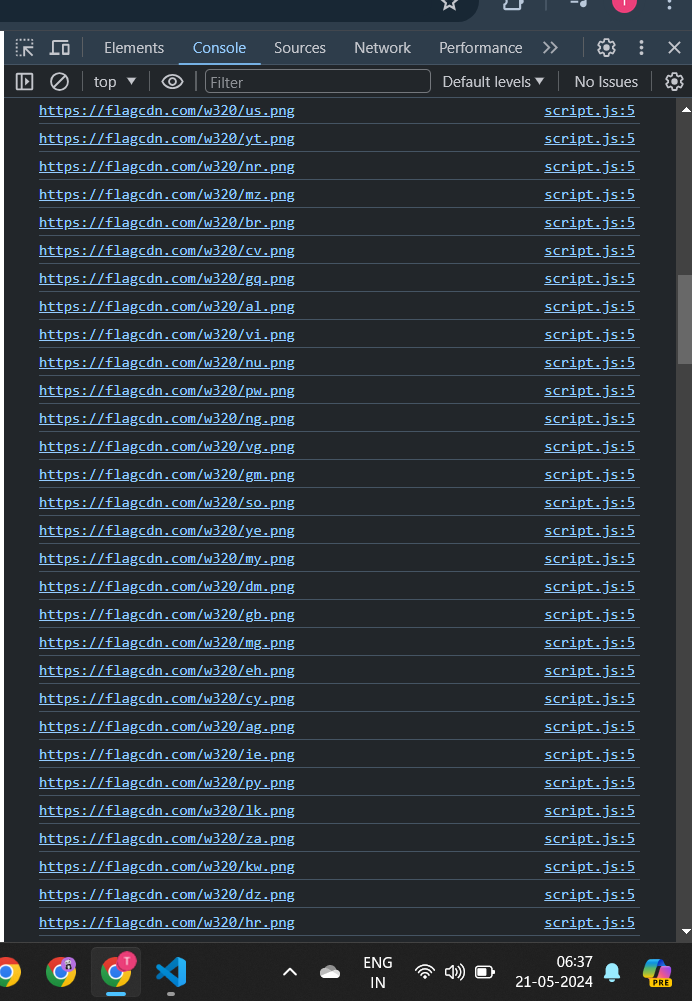 T
Elements Console Sources Network Performance
top Filter Default levels No Issues
https://flagcdn.com/w320/us.png script.js:5
https://flagcdn.com/w320/yt.png script.js:5
https://flagcdn.com/w320/nr.png script.js:5
https://flagcdn.com/w320/mz.png script.js:5
https://flagcdn.com/w320/br.png script.js:5
https://flagcdn.com/w320/cv.png script.js:5
https://flagcdn.com/w320/gq.png script.js:5
https://flagcdn.com/w320/al.png script.js:5
https://flagcdn.com/w320/vi.png script.js:5
https://flagcdn.com/w320/nu.png script.js:5
https://flagcdn.com/w320/pw.png script.js:5
https://flagcdn.com/w320/ng.png script.js:5
https://flagcdn.com/w320/vg.png script.js:5
https://flagcdn.com/w320/gm.png script.js:5
https://flagcdn.com/w320/so.png script.js:5
https://flagcdn.com/w320/ye.png script.js:5
https://flagcdn.com/w320/my.png script.js:5
https://flagcdn.com/w320/dm.png script.js:5
https://flagcdn.com/w320/gb.png script.js:5
https://flagcdn.com/w320/mg.png script.js:5
https://flagcdn.com/w320/eh.png script.js:5
https://flagcdn.com/w320/cy.png script.js:5
https://flagcdn.com/w320/ag.png script.js:5
https://flagcdn.com/w320/ie.png script.js:5
https://flagcdn.com/w320/py.png script.js:5
https://flagcdn.com/w320/lk.png script.js:5
https://flagcdn.com/w320/za.png script.js:5
https://flagcdn.com/w320/kw.png script.js:5
https://flagcdn.com/w320/dz.png script.js:5
https://flagcdn.com/w320/hr.png script.js:5
T ENG 06:37
IN 21-05-2024 PRE